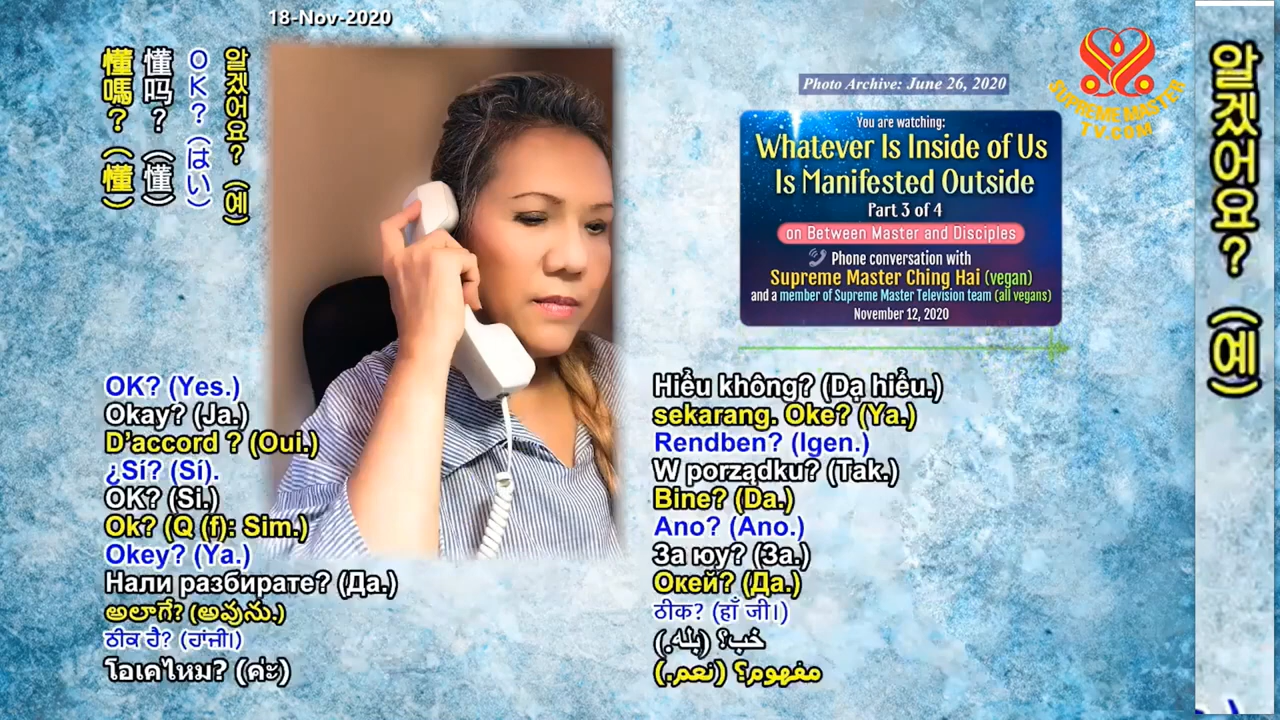 18-Nov-2020
알겠어요? (예)
OK? (はい)
懂吗? (懂)
懂嗎? (懂)
Photo Archive: June 26, 2020
SUPREME MASTER
TV.COM
You are watching:
Whatever Is Inside of Us
Is Manifested Outside
Part 3 of 4
on Between Master and Disciples
Phone conversation with
Supreme Master Ching Hai (vegan)
and a member of Supreme Master Television team (all vegans)
November 12, 2020
OK? (Yes.)
Okay? (Ja.)
D'accord ? (Oui.)
¿Sí? (Sí).
OK? (Si.)
Ok? (Q (f): Sim.)
Okey? (Ya.)
Нали разбирате? (Да.)
అలాగే? (అవును.)
ਠੀਕ ਹੈ? (ਹਾਂਜੀ।)
โอเคไหม? (ค่ะ)
Hiểu không? (Dạ hiểu.)
sekarang. Oke? (Ya.)
Rendben? (Igen.)
W porządku? (Tak.)
Bine? (Da.)
Ano? (Ano.)
За юу? (За.)
Окей? (Да.)
ठीक? (हाँ जी।)
خب؟ (بله.)
مفهوم؟ (نعم.)
알겠어요? (예)